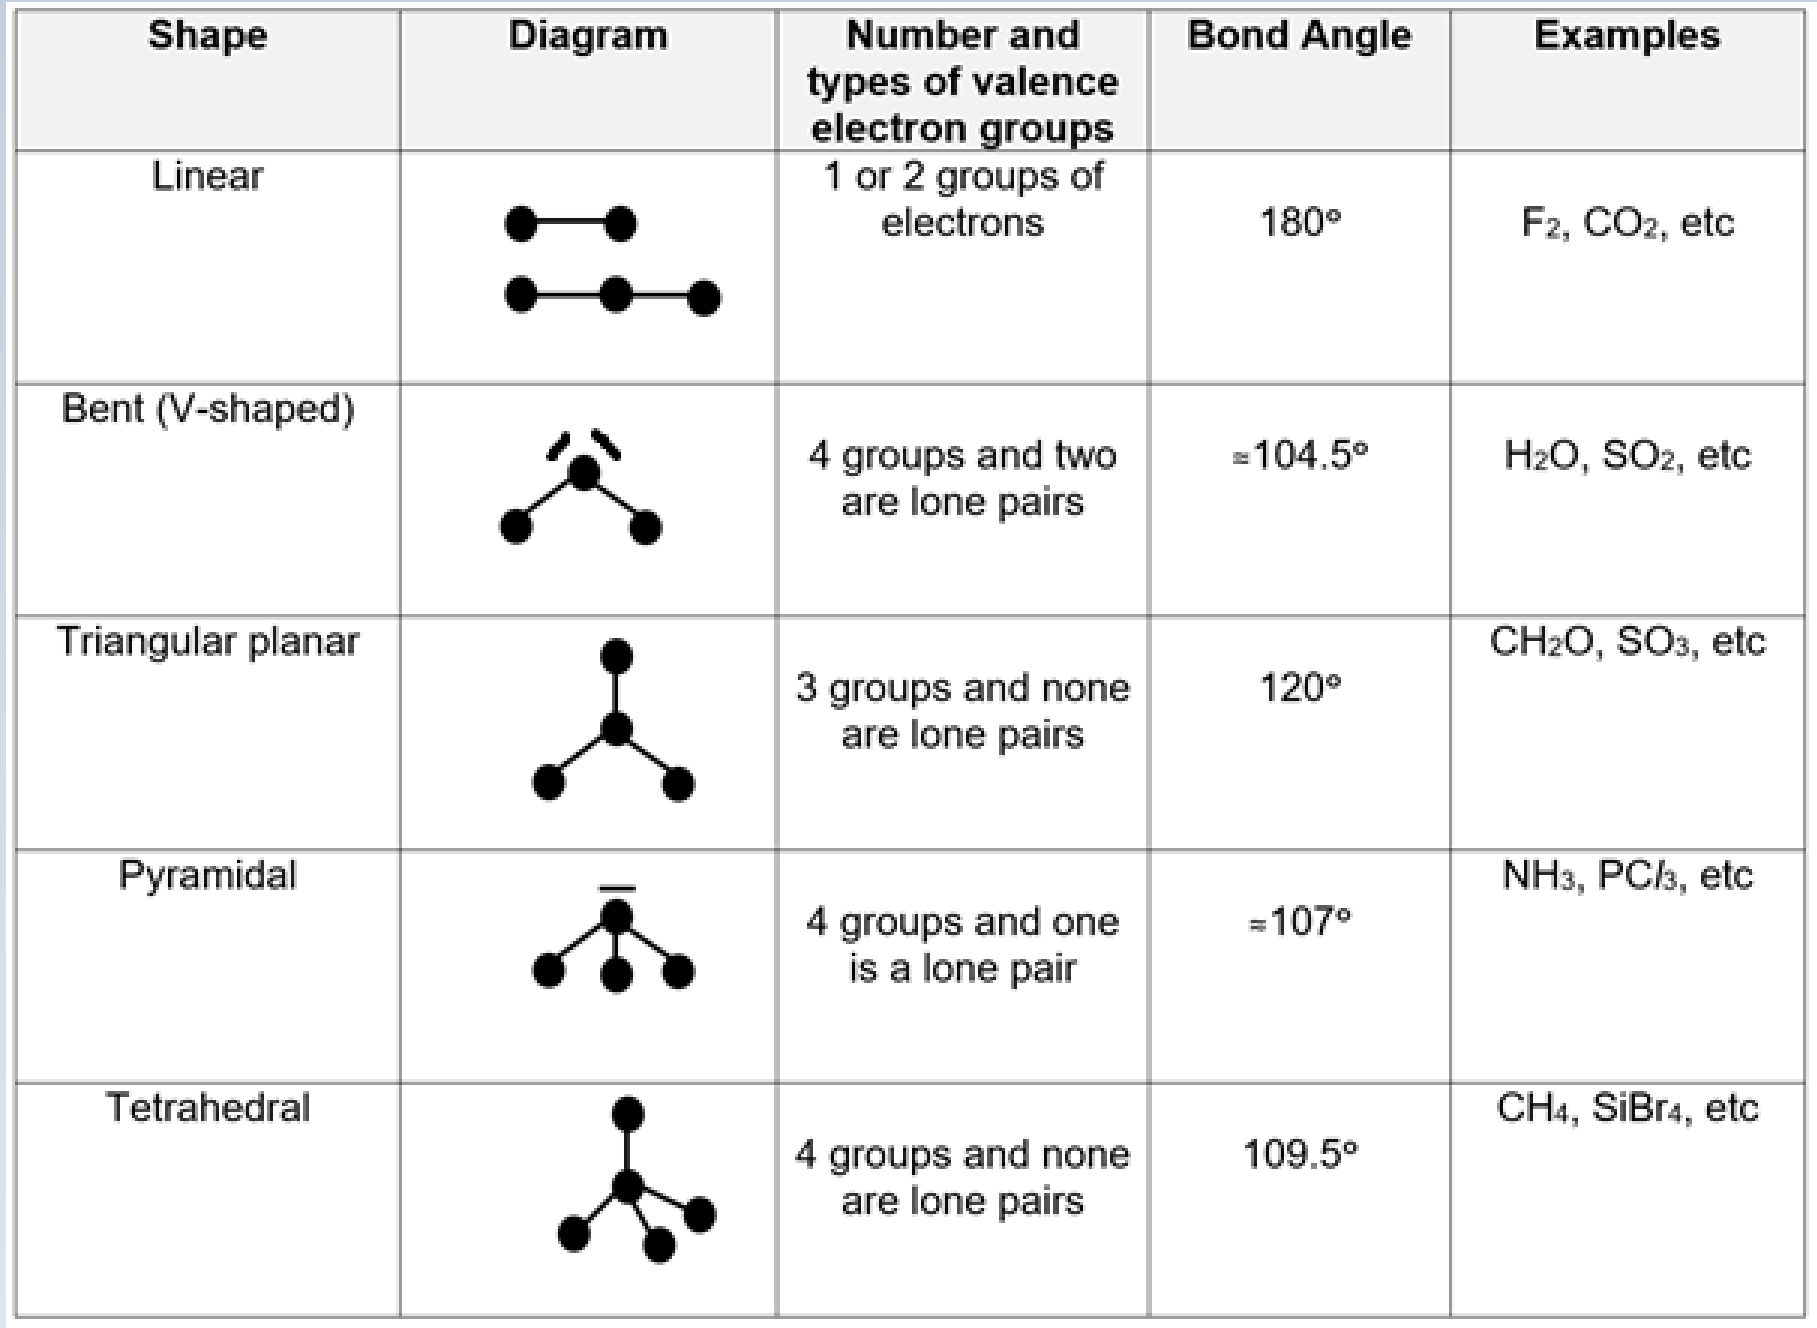 Shape
Diagram
Number and
types of valence
electron groups
Bond Angle
Examples
Linear
1 or 2 groups of
electrons
180°
F₂, CO₂, etc
Bent (V-shaped)
4 groups and two
are lone pairs
≈104.5°
H₂O, SO₂, etc
Triangular planar
3 groups and none
are lone pairs
120°
CH₂O, SO₃, etc
Pyramidal
4 groups and one
is a lone pair
≈107°
NH₃, PCl₃, etc
Tetrahedral
4 groups and none
are lone pairs
109.5°
CH₄, SiBr₄, etc